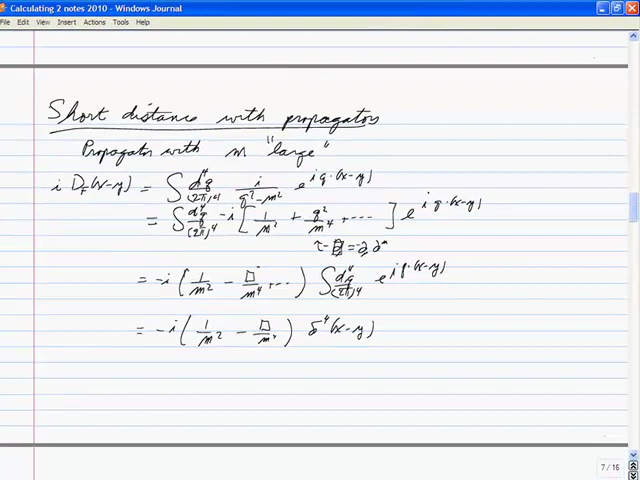 Calculating 2 notes 2010 - Windows Journal
File Edit View Insert Actions Tools Help
Short distance with propagators
Propagator with m "large"
i D_F(x-y) = ∫ d⁴q/(2π)⁴ i/(q²-m²) e^{iq·(x-y)}
= ∫ d⁴q/(2π)⁴ -i [ 1/m² + q²/m⁴ + ··· ] e^{iq·(x-y)}
-□ = -∂ ∂^μ
= -i ( 1/m² - □/m⁴ + ··· ) ∫ d⁴q/(2π)⁴ e^{iq·(x-y)}
= -i ( 1/m² - □/m⁴ ) δ⁴(x-y)
7 / 16